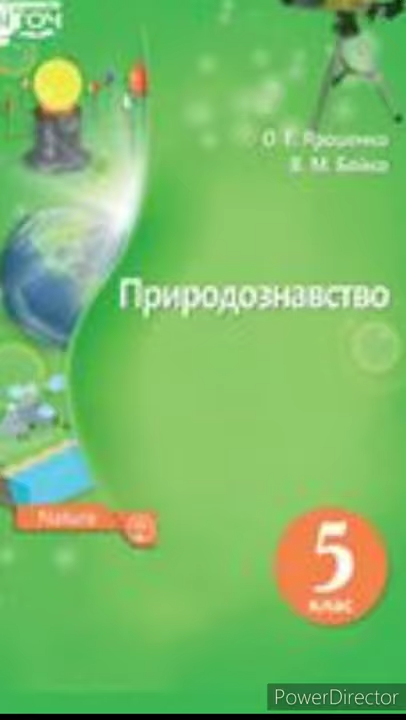 О. Г. Ярошенко
В. М. Бойко
Природознавство
Nature
5
клас
PowerDirector